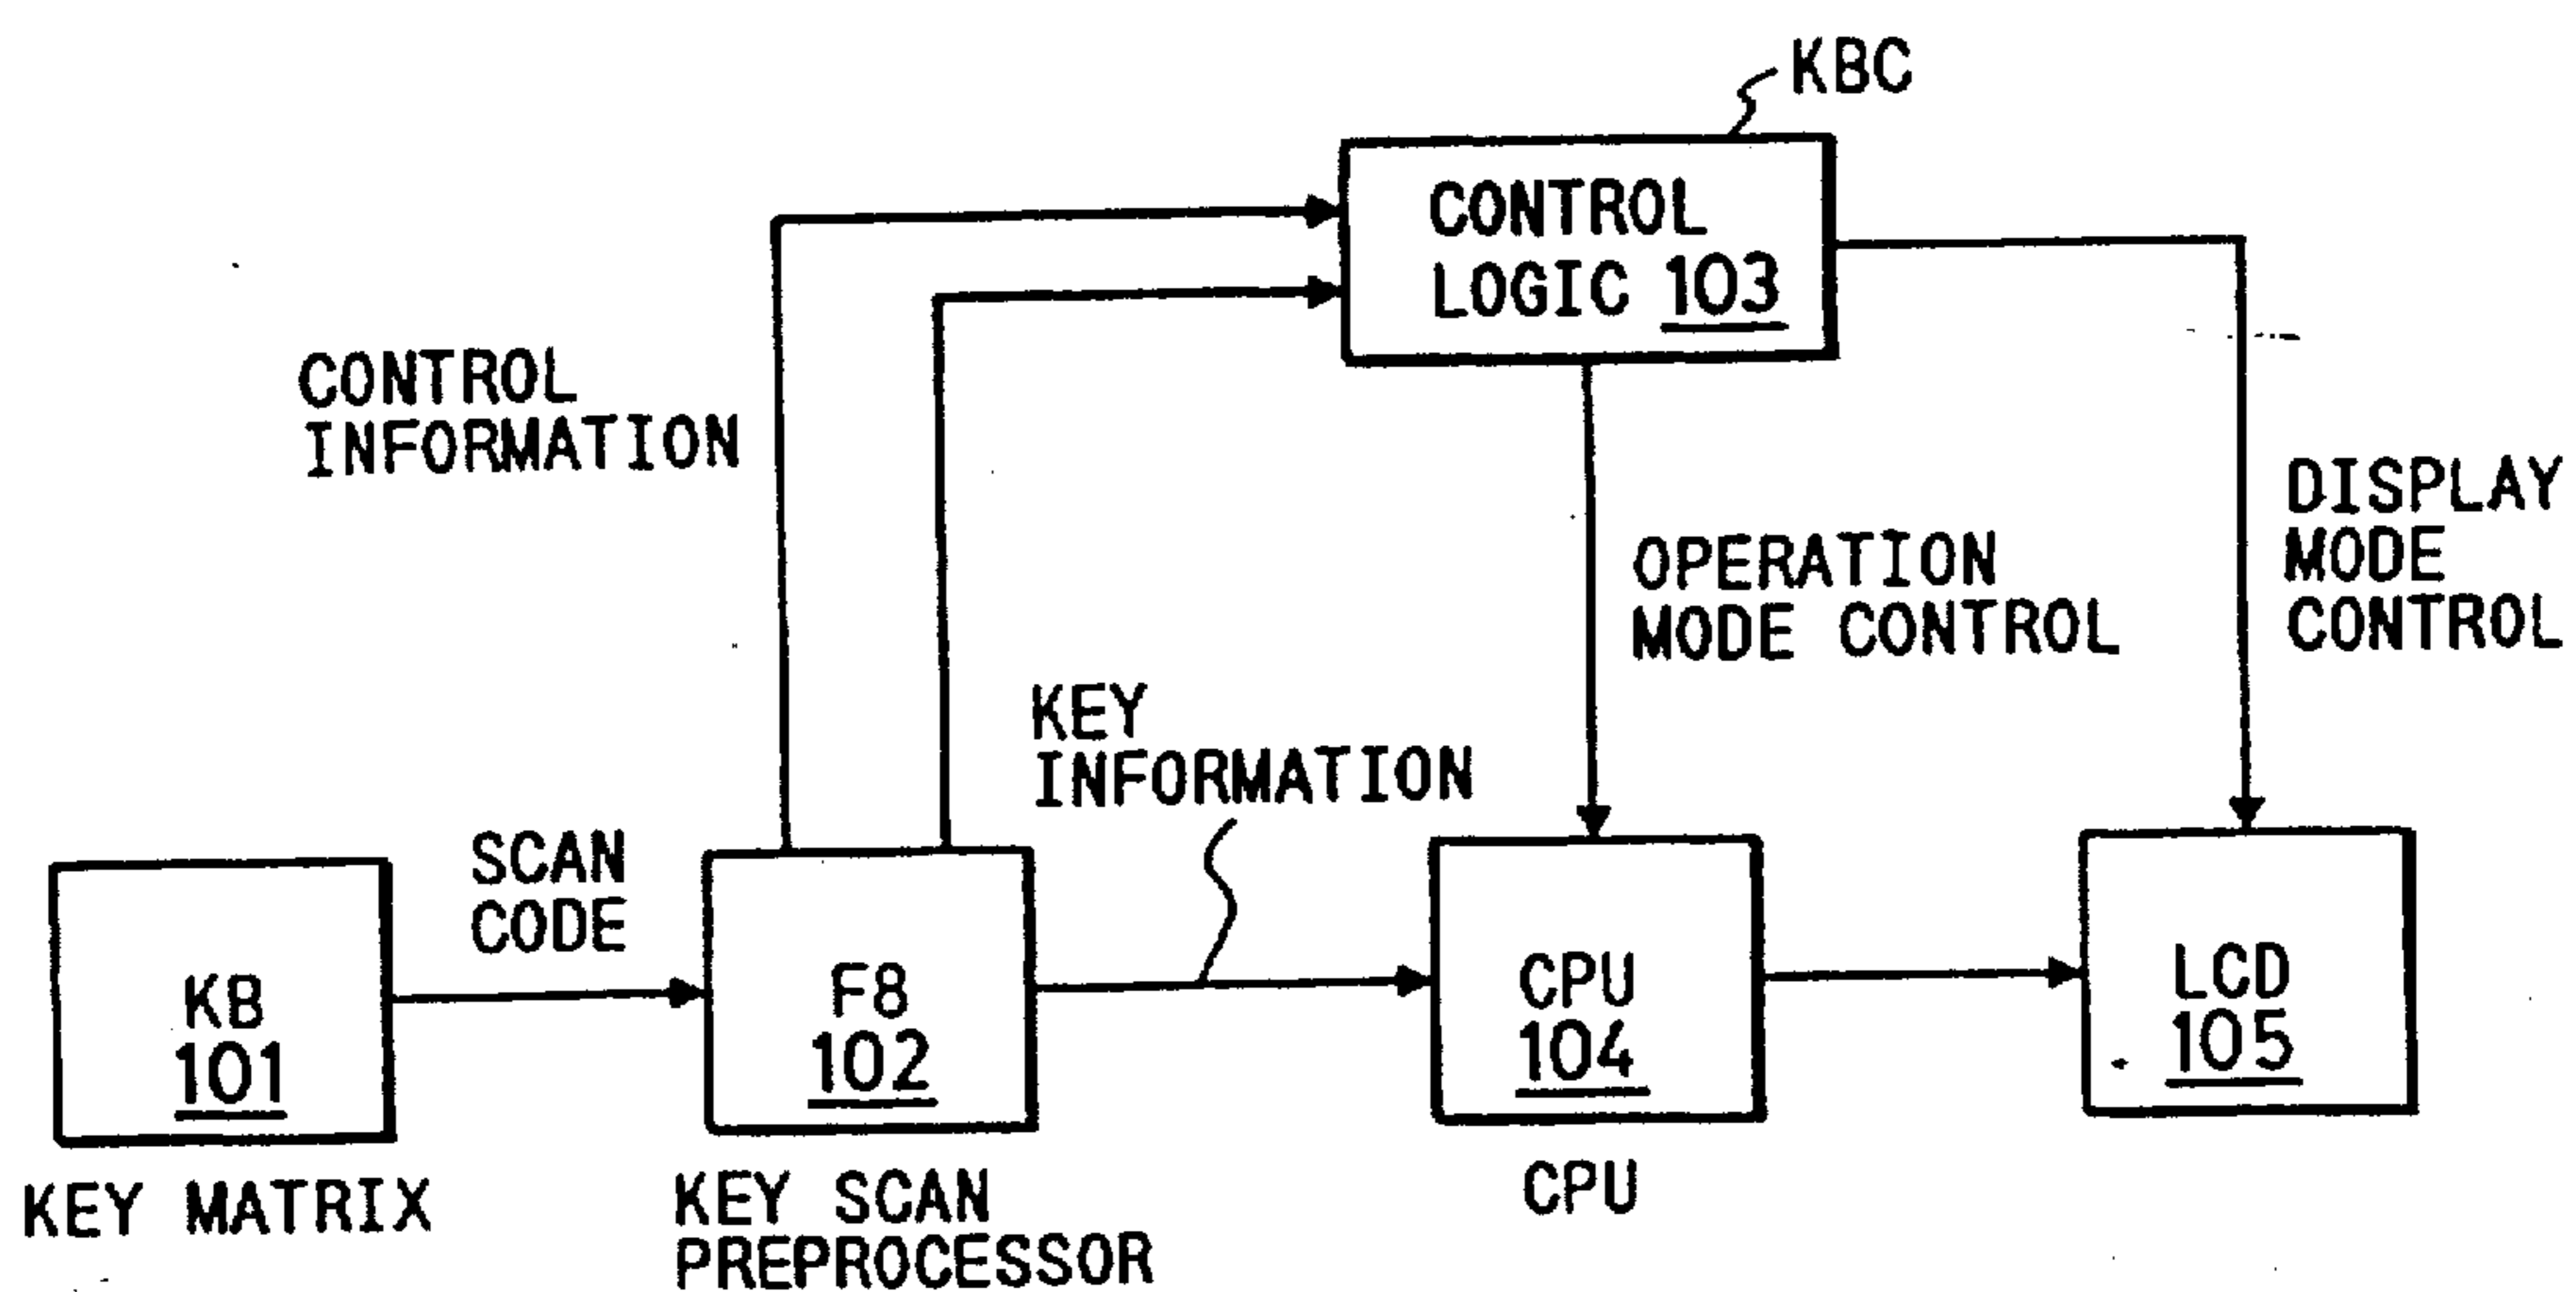 KBC
CONTROL
LOGIC 103
CONTROL
INFORMATION
DISPLAY
MODE
CONTROL
OPERATION
MODE CONTROL
KEY
INFORMATION
SCAN
CODE
KB
101
F8
102
CPU
104
LCD
105
KEY MATRIX
KEY SCAN
PREPROCESSOR
CPU